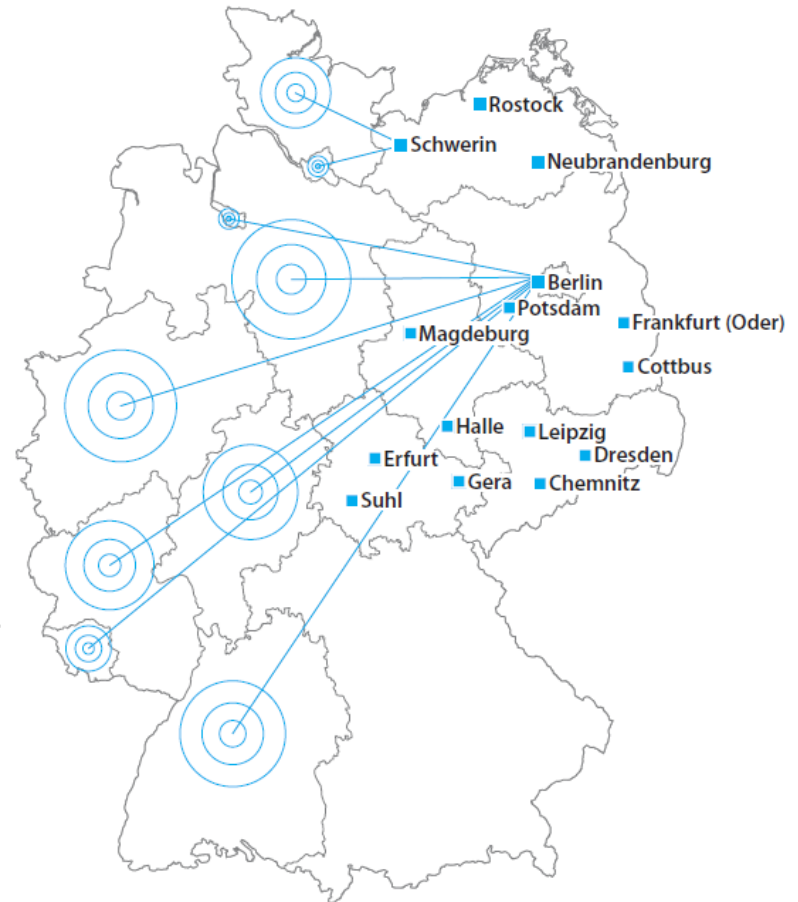 Rostock
Schwerin
Neubrandenburg
Berlin
Potsdam
Frankfurt (Oder)
Magdeburg
Cottbus
Halle
Leipzig
Dresden
Erfurt
Gera
Chemnitz
Suhl